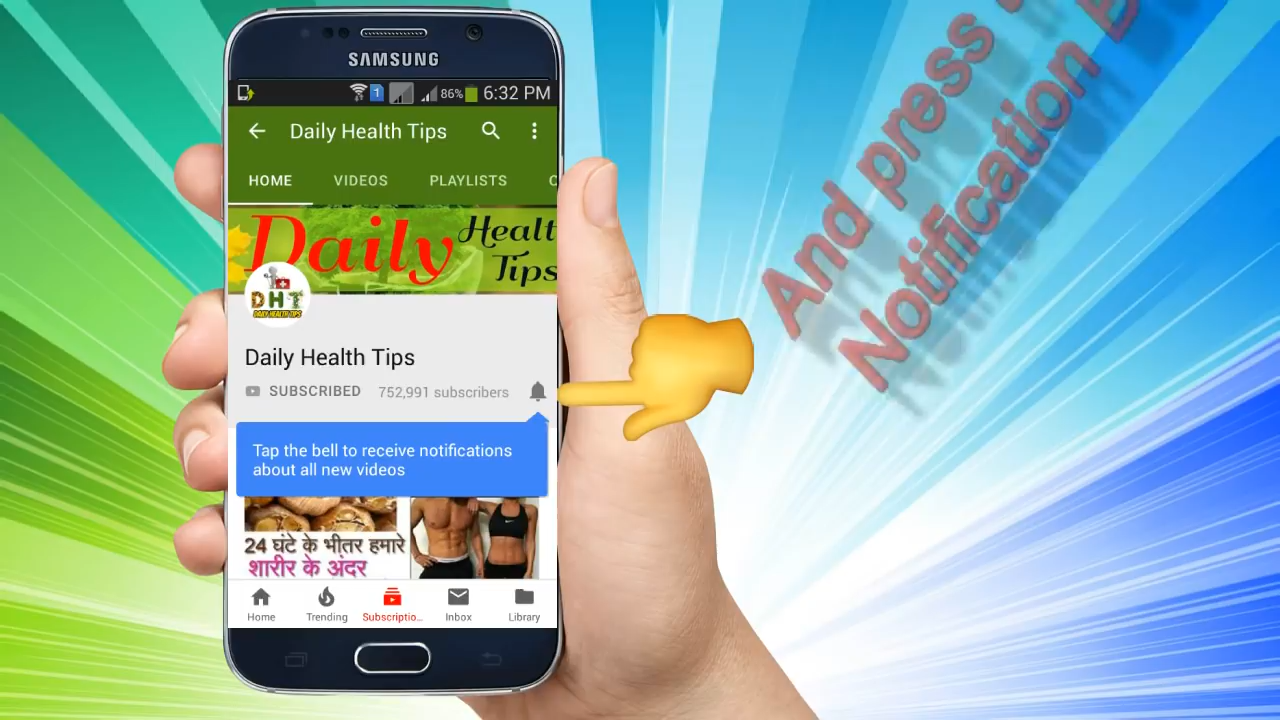 SAMSUNG
1
86%
6:32 PM
Daily Health Tips
HOME
VIDEOS
PLAYLISTS
Daily
Healt
Tips
DHT
DAILY HEALTH TIPS
Daily Health Tips
SUBSCRIBED
752,991 subscribers
Tap the bell to receive notifications
about all new videos
24 घंटे के भीतर हमारे
शारीर के अंदर
Home
Trending
Subscriptio...
Inbox
Library
And press
Notification B